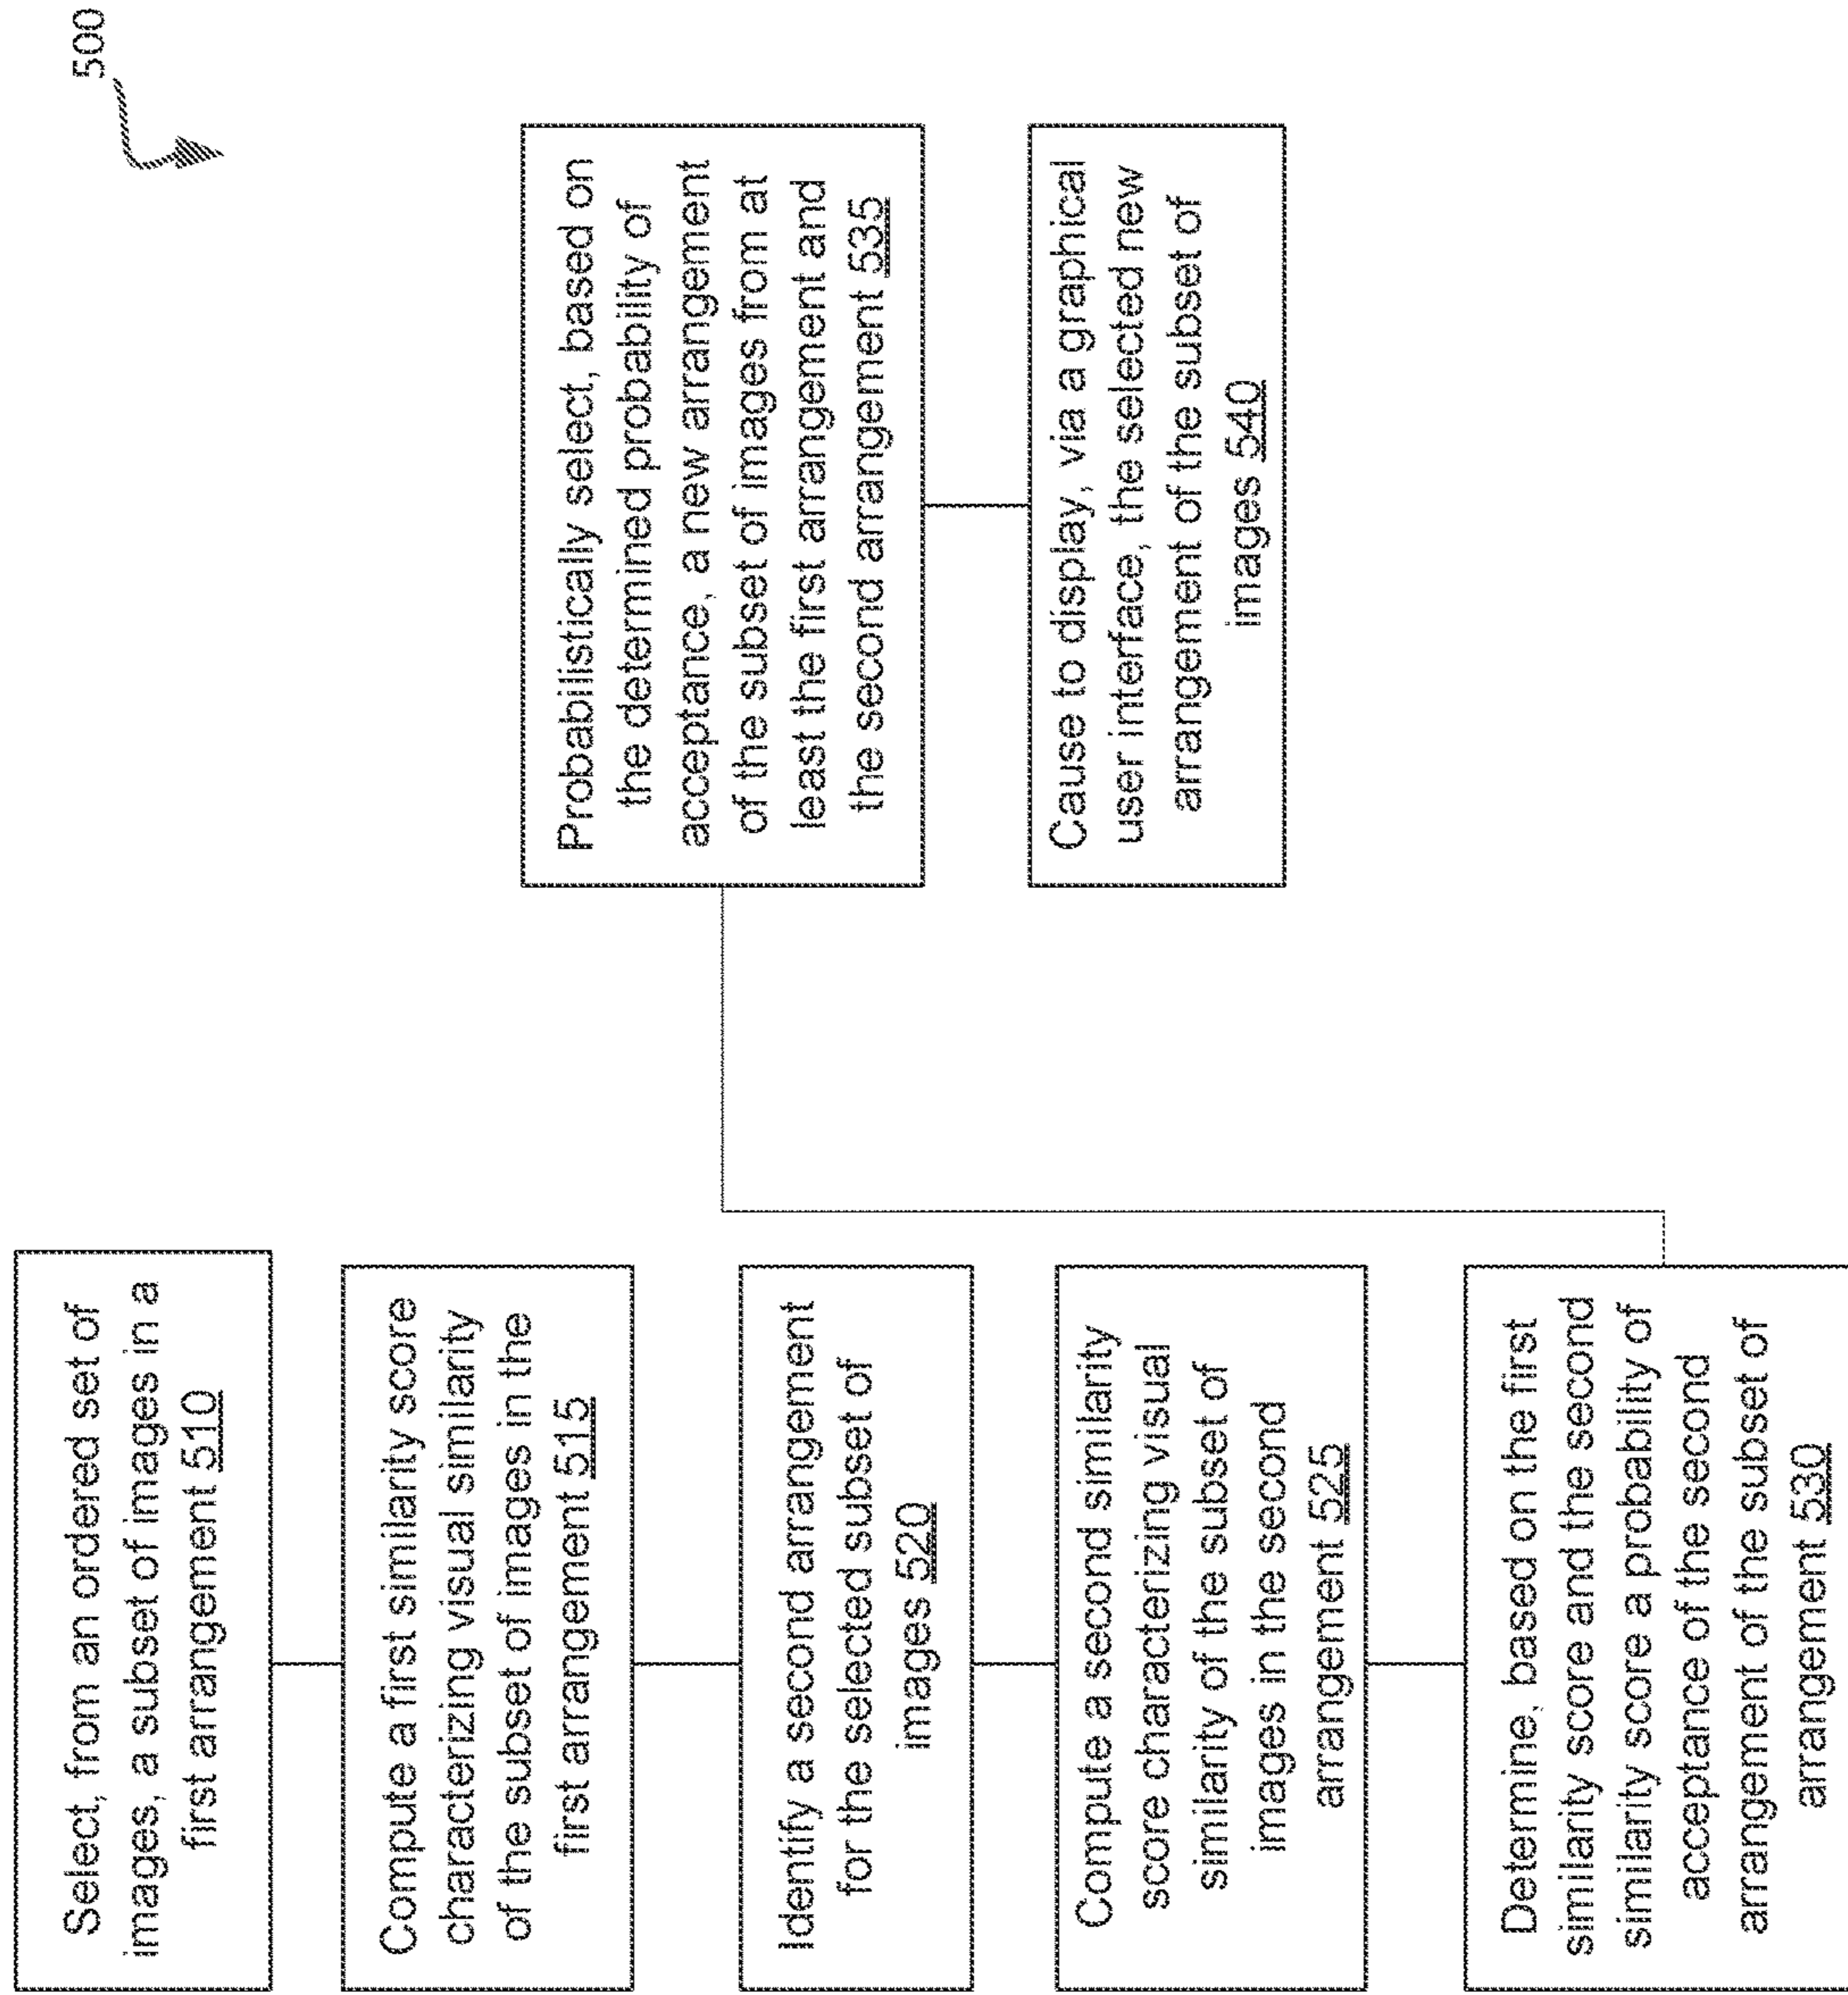 500
Select, from an ordered set of
images, a subset of images in a
first arrangement 510
Compute a first similarity score
characterizing visual similarity
of the subset of images in the
first arrangement 515
Identify a second arrangement
for the selected subset of
images 520
Compute a second similarity
score characterizing visual
similarity of the subset of
images in the second
arrangement 525
Determine, based on the first
similarity score and the second
similarity score a probability of
acceptance of the second
arrangement of the subset of
arrangement 530
Probabilistically select, based on
the determined probability of
acceptance, a new arrangement
of the subset of images from at
least the first arrangement and
the second arrangement 535
Cause to display, via a graphical
user interface, the selected new
arrangement of the subset of
images 540